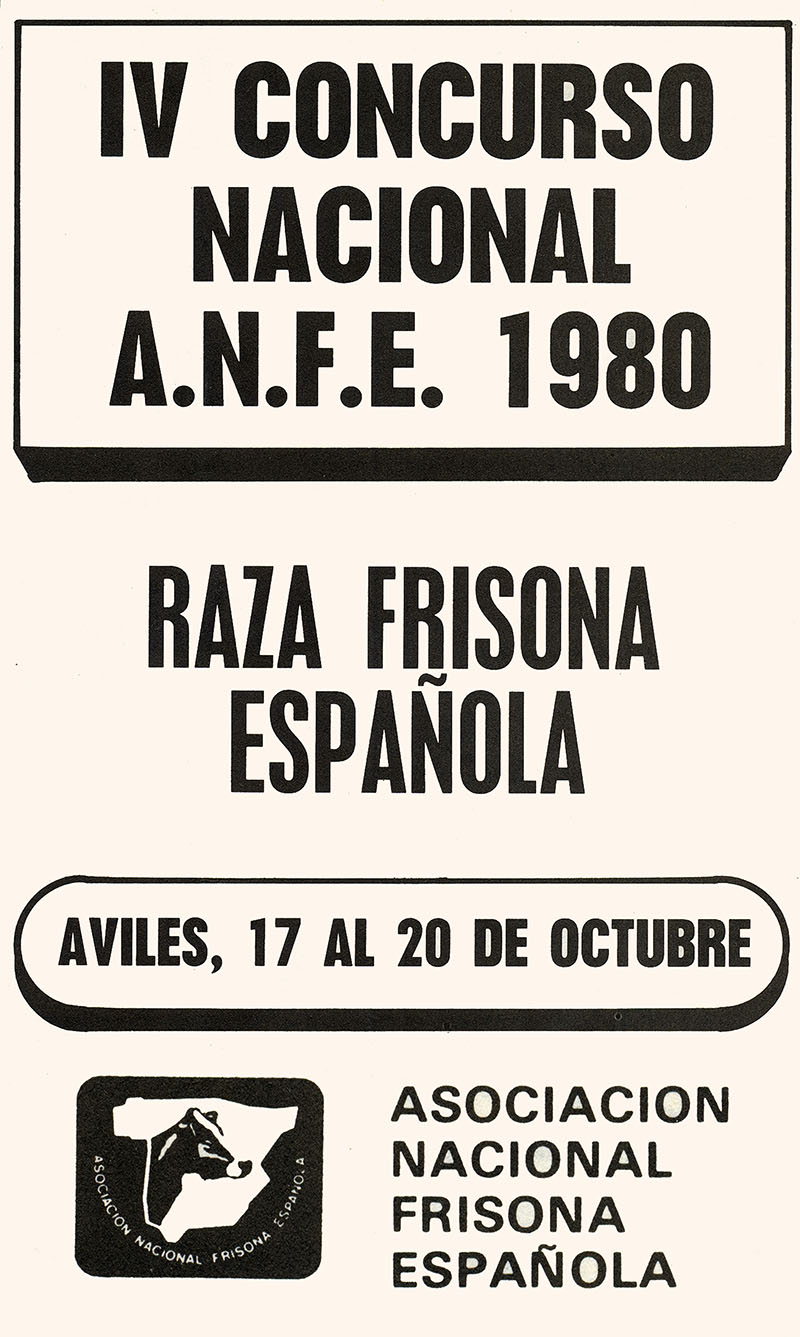 IV CONCURSO
NACIONAL
A.N.F.E. 1980
RAZA FRISONA
ESPAÑOLA
AVILES, 17 AL 20 DE OCTUBRE
ASOCIACION NACIONAL FRISONA ESPAÑOLA
ASOCIACION
NACIONAL
FRISONA
ESPAÑOLA